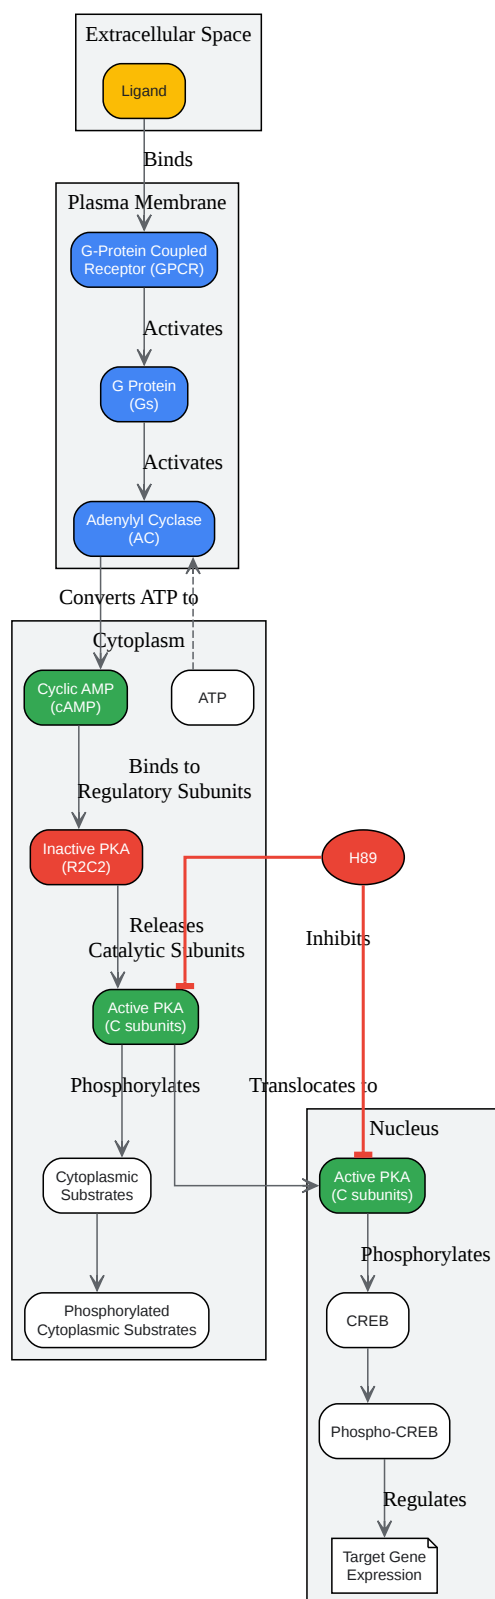 Extracellular Space
Ligand
Binds
Plasma Membrane
G-Protein Coupled
Receptor (GPCR)
Activates
G Protein
(Gs)
Activates
Adenylyl Cyclase
(AC)
Converts ATP to
Cytoplasm
Cyclic AMP
(cAMP)
ATP
Binds to
Regulatory Subunits
Inactive PKA
(R2C2)
H89
Releases
Catalytic Subunits
Inhibits
Active PKA
(C subunits)
Phosphorylates
Translocates to
Nucleus
Cytoplasmic
Substrates
Active PKA
(C subunits)
Phosphorylates
Phosphorylated
Cytoplasmic Substrates
CREB
Phospho-CREB
Regulates
Target Gene
Expression